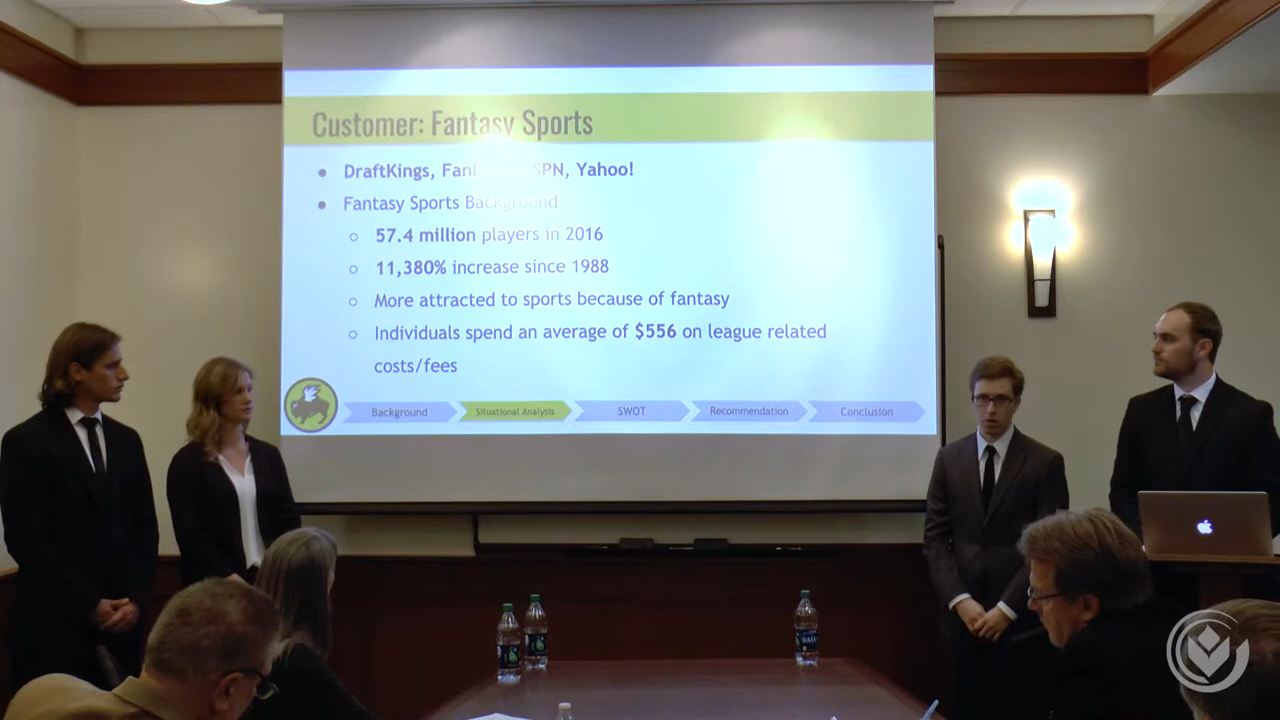 Customer: Fantasy Sports
DraftKings, Yahoo!
Fantasy Sports Background
57.4 million players in 2016
11,380% increase since 1988
More attracted to sports because of fantasy
Individuals spend an average of $556 on league related
costs/fees
Background Situational Analysis SWOT Recommendation Conclusion